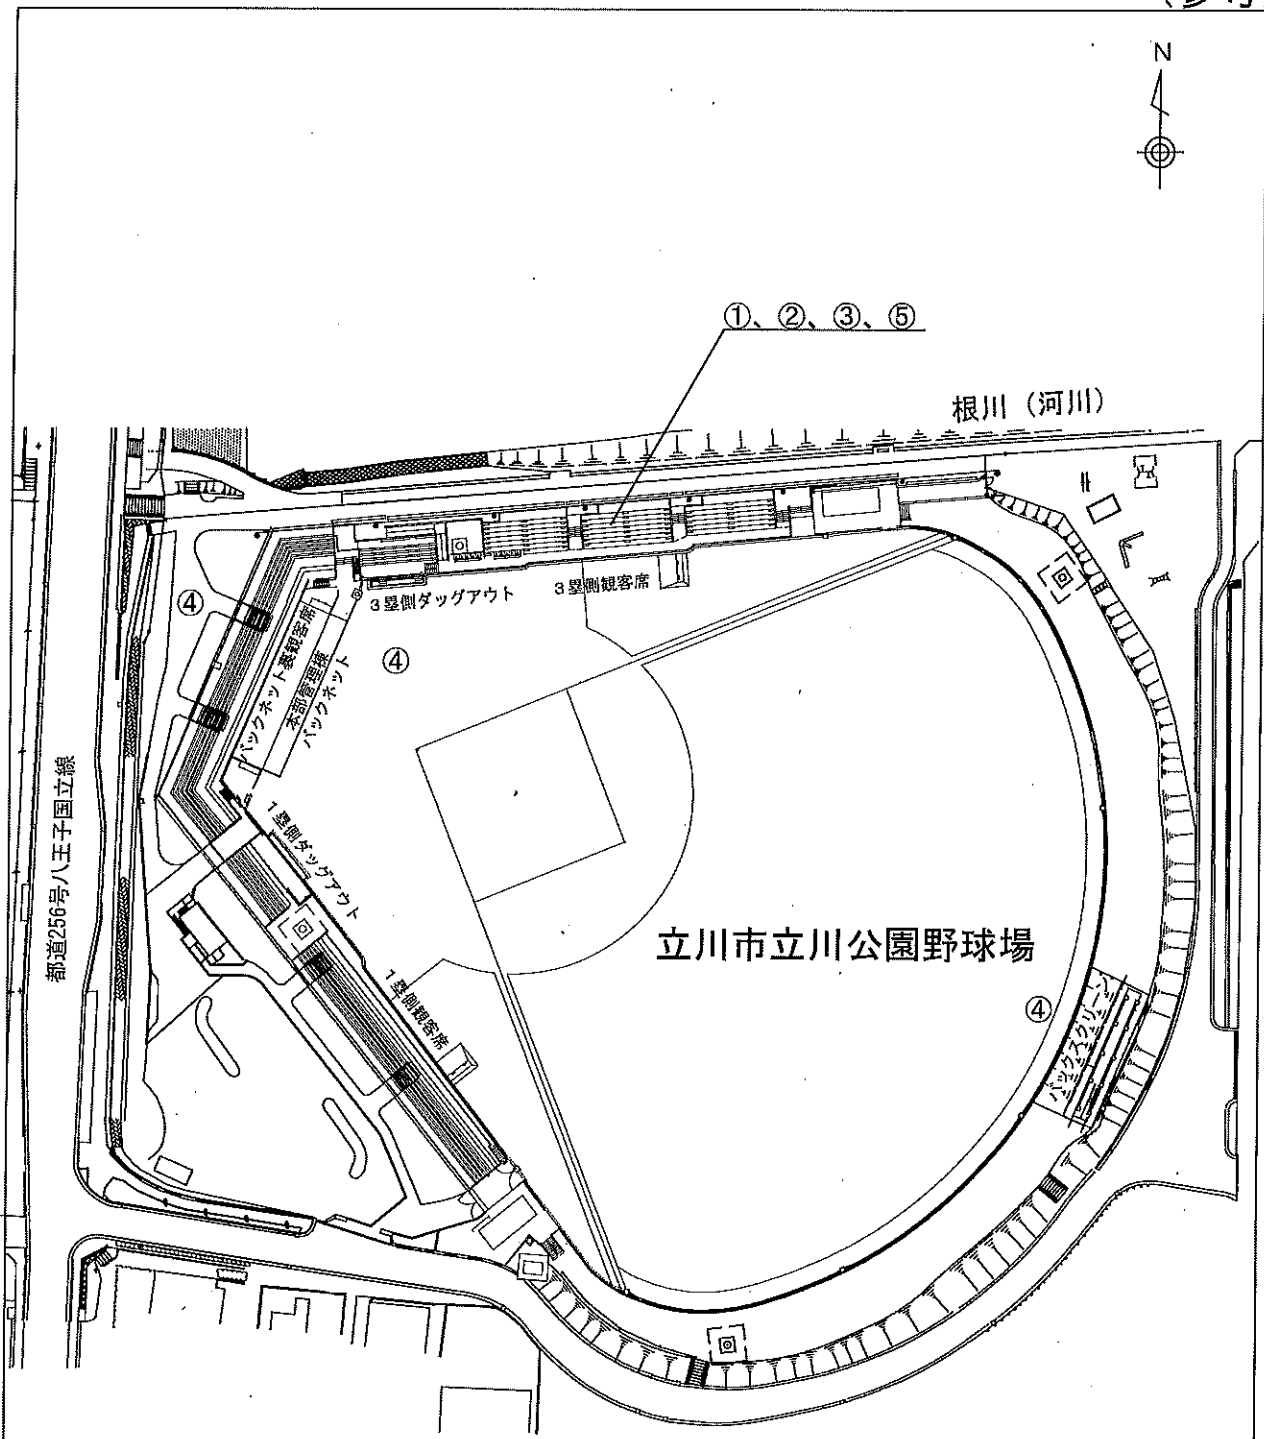 N
①、②、③、⑤
根川（河川）
3塁側ダッグアウト
3塁側観客席
④
④
バックネット裏観客席
本部管理棟
バックネット
都道256号八王子国立線
1塁側ダッグアウト
立川市立川公園野球場
1塁側観客席
④
バックスクリーン